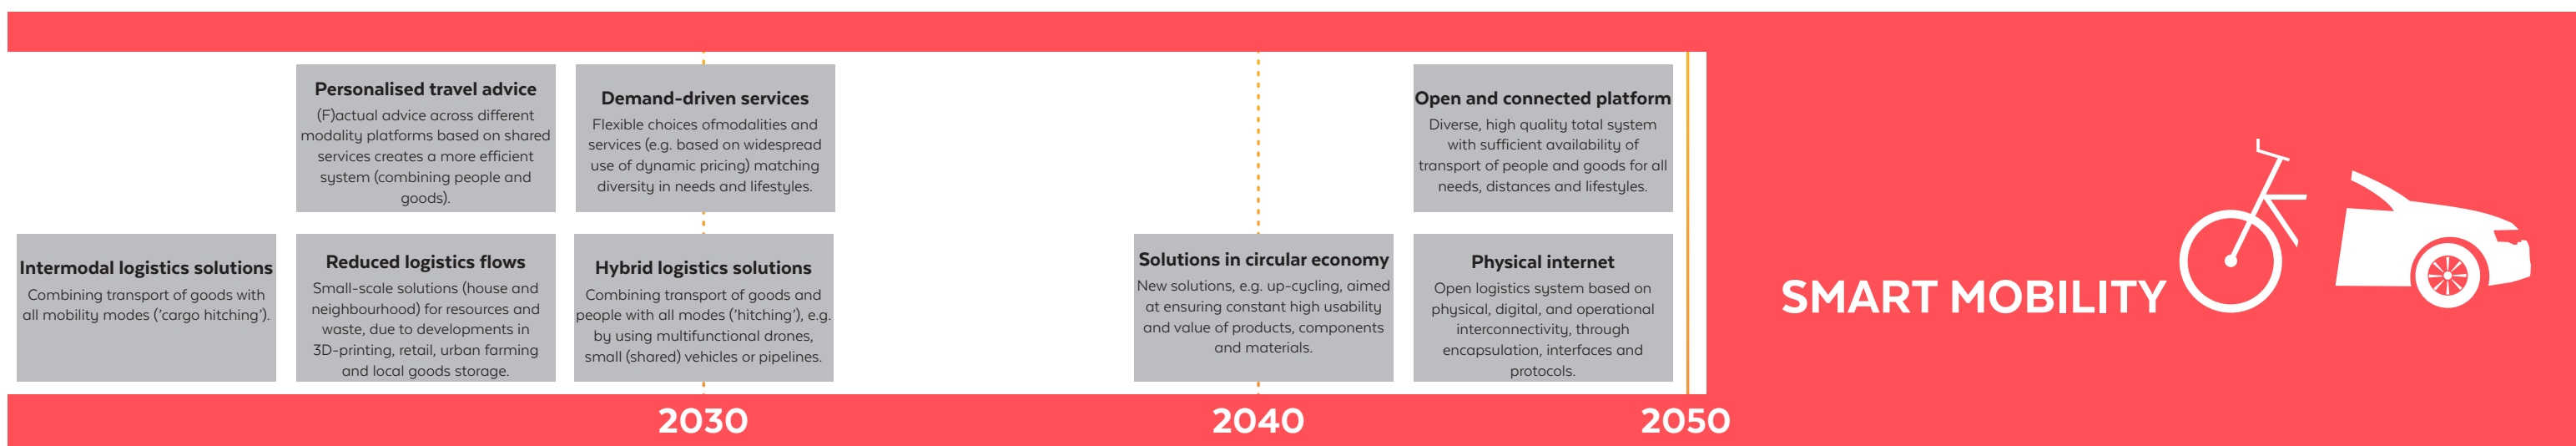 Personalised travel advice
(F)actual advice across different
modality platforms based on shared
services creates a more efficient
system (combining people and
goods).
Demand-driven services
Flexible choices ofmodalities and
services (e.g. based on widespread
use of dynamic pricing) matching
diversity in needs and lifestyles.
Open and connected platform
Diverse, high quality total system
with sufficient availability of
transport of people and goods for all
needs, distances and lifestyles.
Intermodal logistics solutions
Combining transport of goods with
all mobility modes ('cargo hitching').
Reduced logistics flows
Small-scale solutions (house and
neighbourhood) for resources and
waste, due to developments in
3D-printing, retail, urban farming
and local goods storage.
Hybrid logistics solutions
Combining transport of goods and
people with all modes ('hitching'), e.g.
by using multifunctional drones,
small (shared) vehicles or pipelines.
Solutions in circular economy
New solutions, e.g. up-cycling, aimed
at ensuring constant high usability
and value of products, components
and materials.
Physical internet
Open logistics system based on
physical, digital, and operational
interconnectivity, through
encapsulation, interfaces and
protocols.
SMART MOBILITY
2030
2040
2050